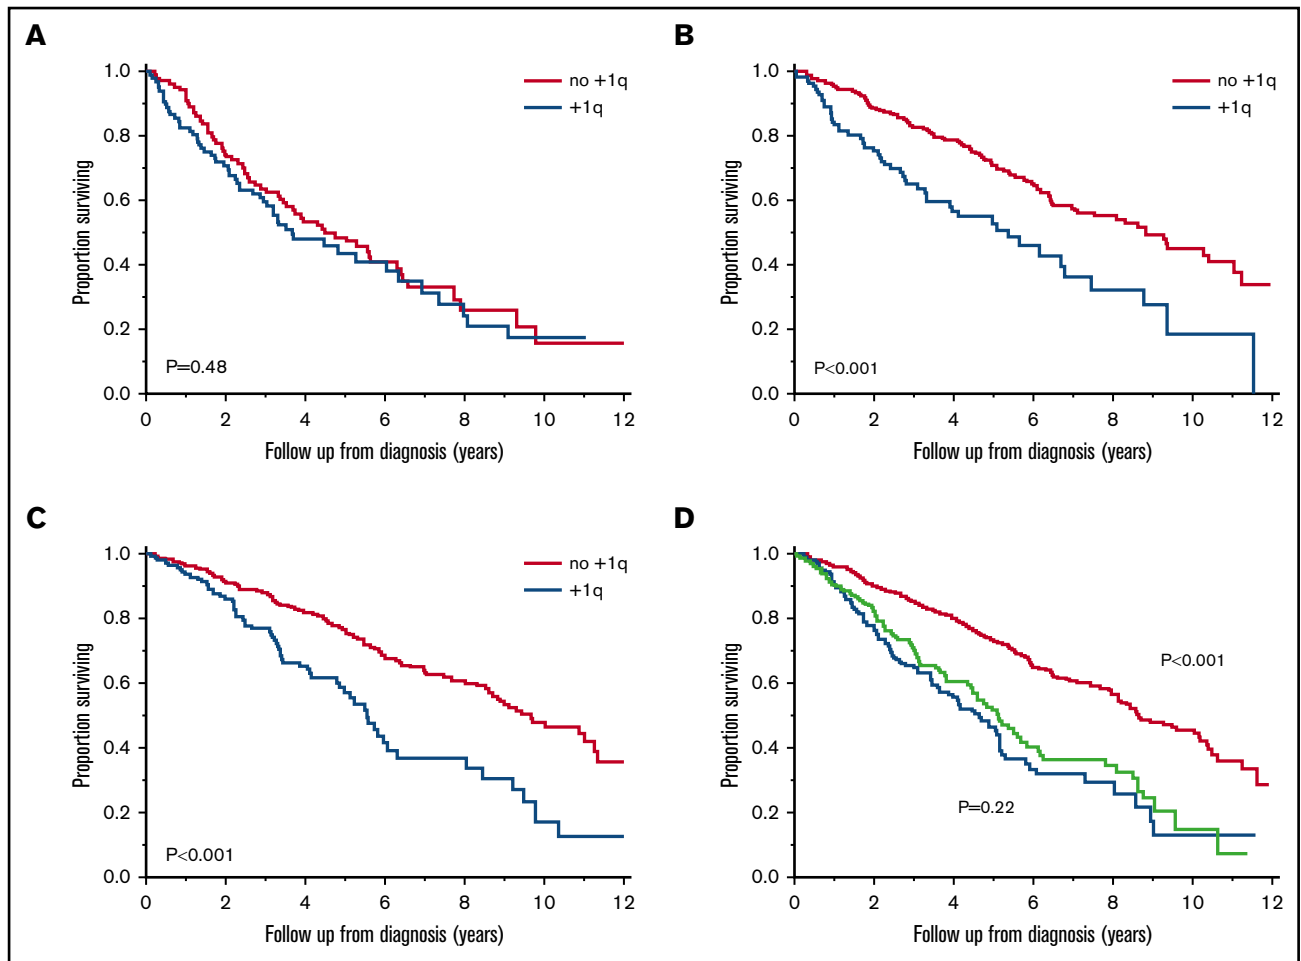 A
1.0
0.8
0.6
0.4
0.2
0.0
Proportion surviving
no +1q
+1q
P=0.48
0 2 4 6 8 10 12
Follow up from diagnosis (years)
B
1.0
0.8
0.6
0.4
0.2
0.0
Proportion surviving
no +1q
+1q
P<0.001
0 2 4 6 8 10 12
Follow up from diagnosis (years)
C
1.0
0.8
0.6
0.4
0.2
0.0
Proportion surviving
no +1q
+1q
P<0.001
0 2 4 6 8 10 12
Follow up from diagnosis (years)
D
1.0
0.8
0.6
0.4
0.2
0.0
Proportion surviving
P<0.001
P=0.22
0 2 4 6 8 10 12
Follow up from diagnosis (years)